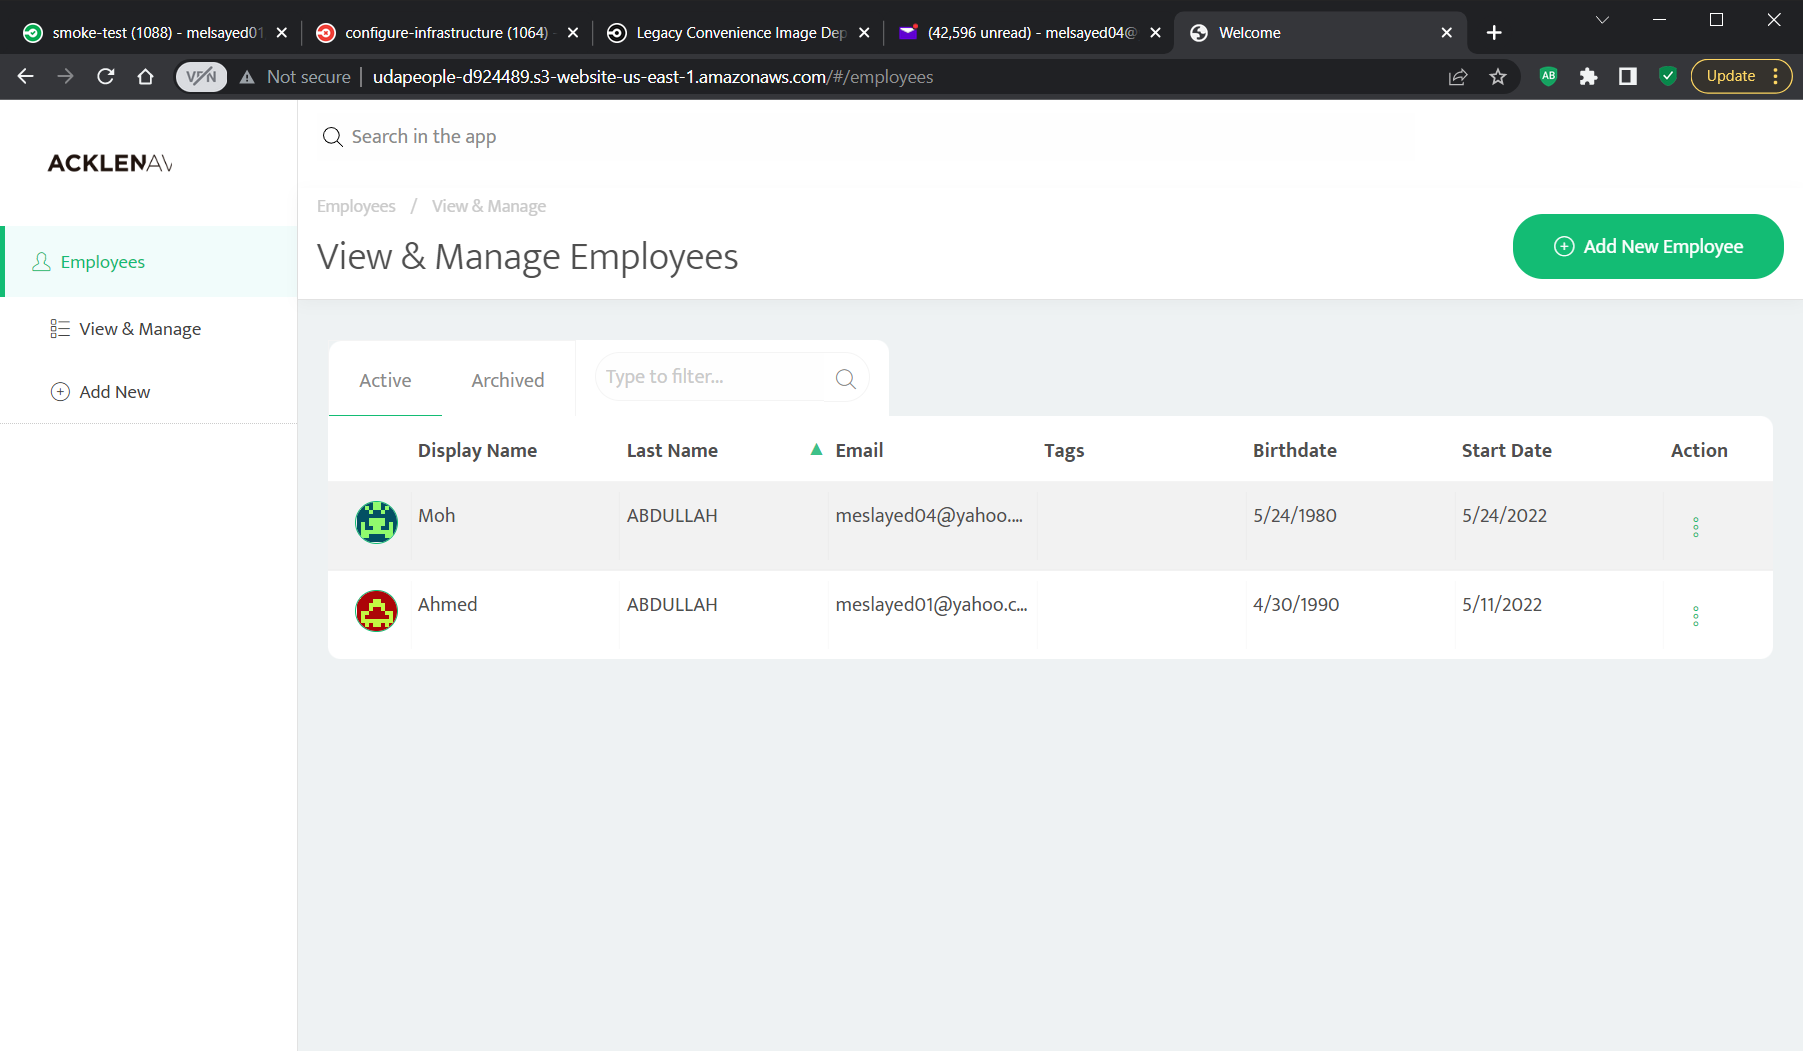 smoke-test (1088) - melsayed01
configure-infrastructure (1064) -
Legacy Convenience Image Dep
(42,596 unread) - melsayed04@
Welcome
VPN
Not secure
udapeople-d924489.s3-website-us-east-1.amazonaws.com/#/employees
AB
Update
ACKLENAV
Search in the app
Employees / View & Manage
View & Manage Employees
Add New Employee
Employees
View & Manage
Add New
Active
Archived
Type to filter...
Display Name
Last Name
Email
Tags
Birthdate
Start Date
Action
Moh
ABDULLAH
meslayed04@yahoo....
5/24/1980
5/24/2022
Ahmed
ABDULLAH
meslayed01@yahoo.c...
4/30/1990
5/11/2022